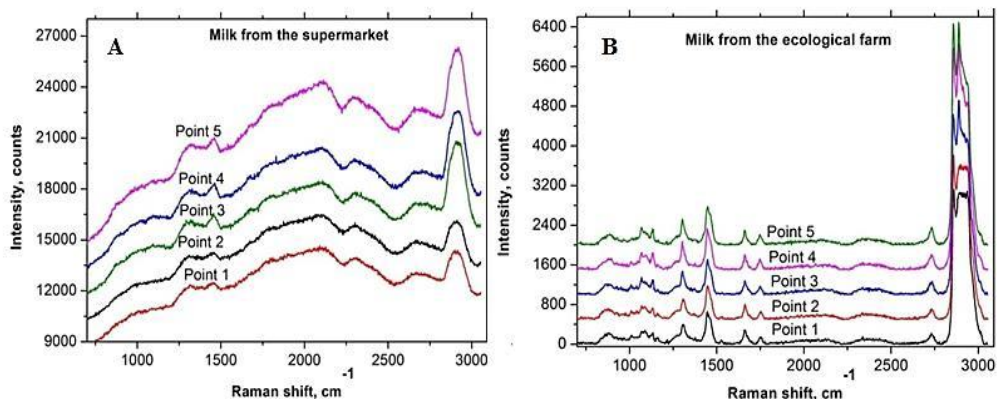 A
Milk from the supermarket
Intensity, counts
27000
24000
21000
18000
15000
12000
9000
Point 5
Point 4
Point 3
Point 2
Point 1
1000
1500
2000
2500
3000
-1
Raman shift, cm
B
Milk from the ecological farm
Intensity, counts
6400
5600
4800
4000
3200
2400
1600
800
0
Point 5
Point 4
Point 3
Point 2
Point 1
1000
1500
2000
2500
3000
-1
Raman shift, cm